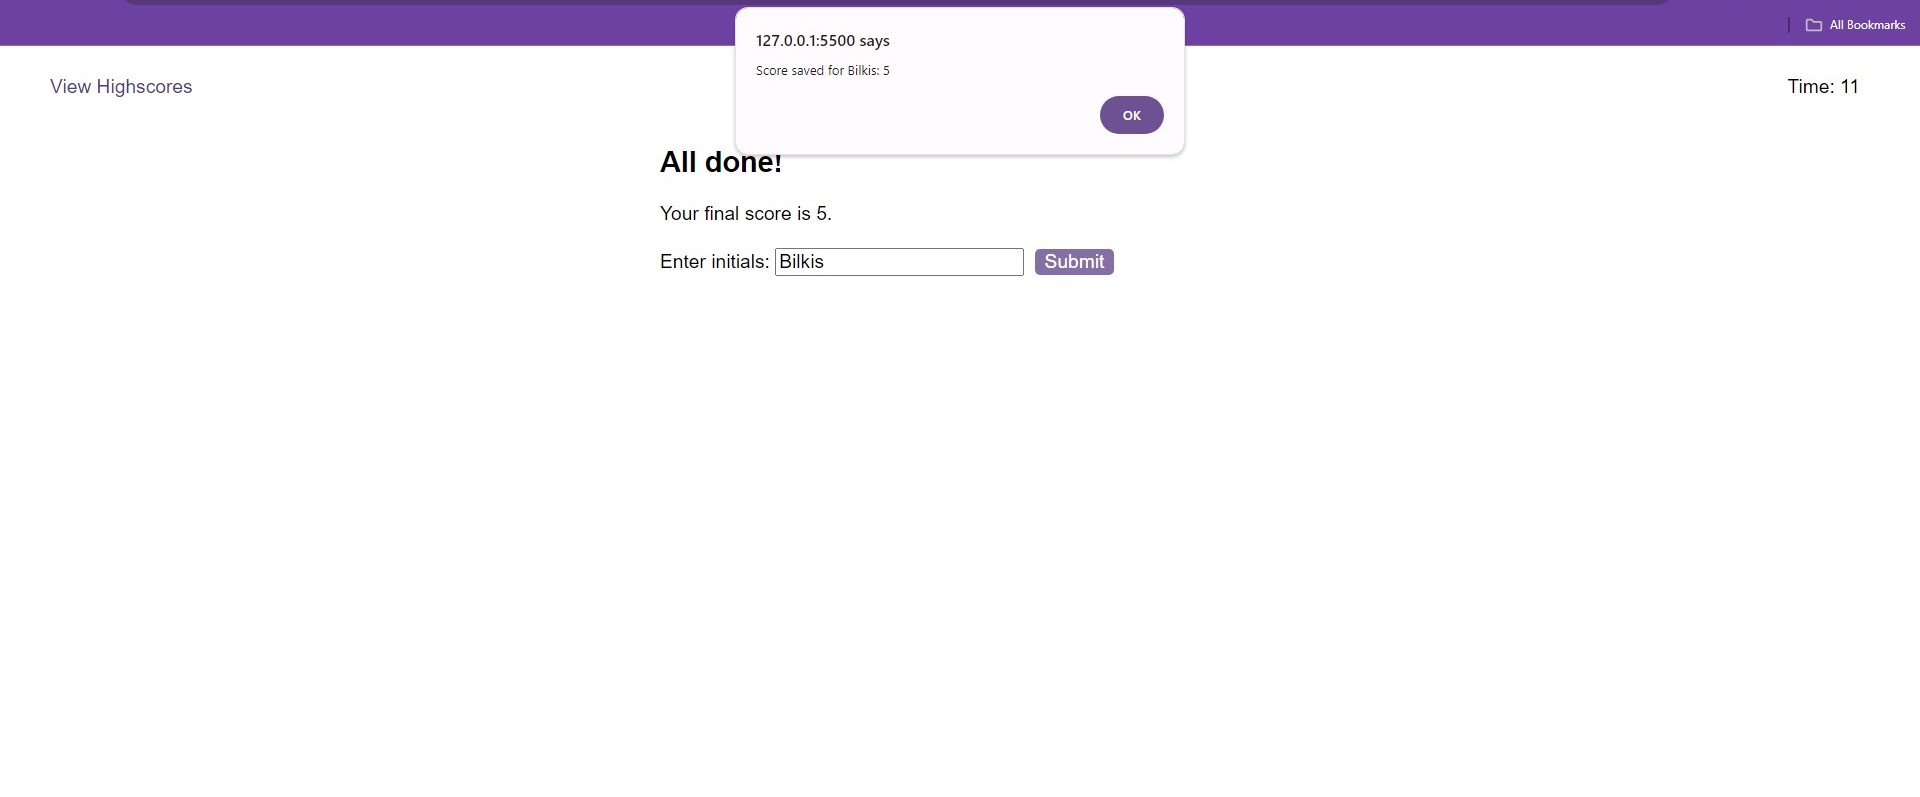 All Bookmarks
127.0.0.1:5500 says
Score saved for Bilkis: 5
OK
View Highscores
Time: 11
All done!
Your final score is 5.
Enter initials: Bilkis Submit